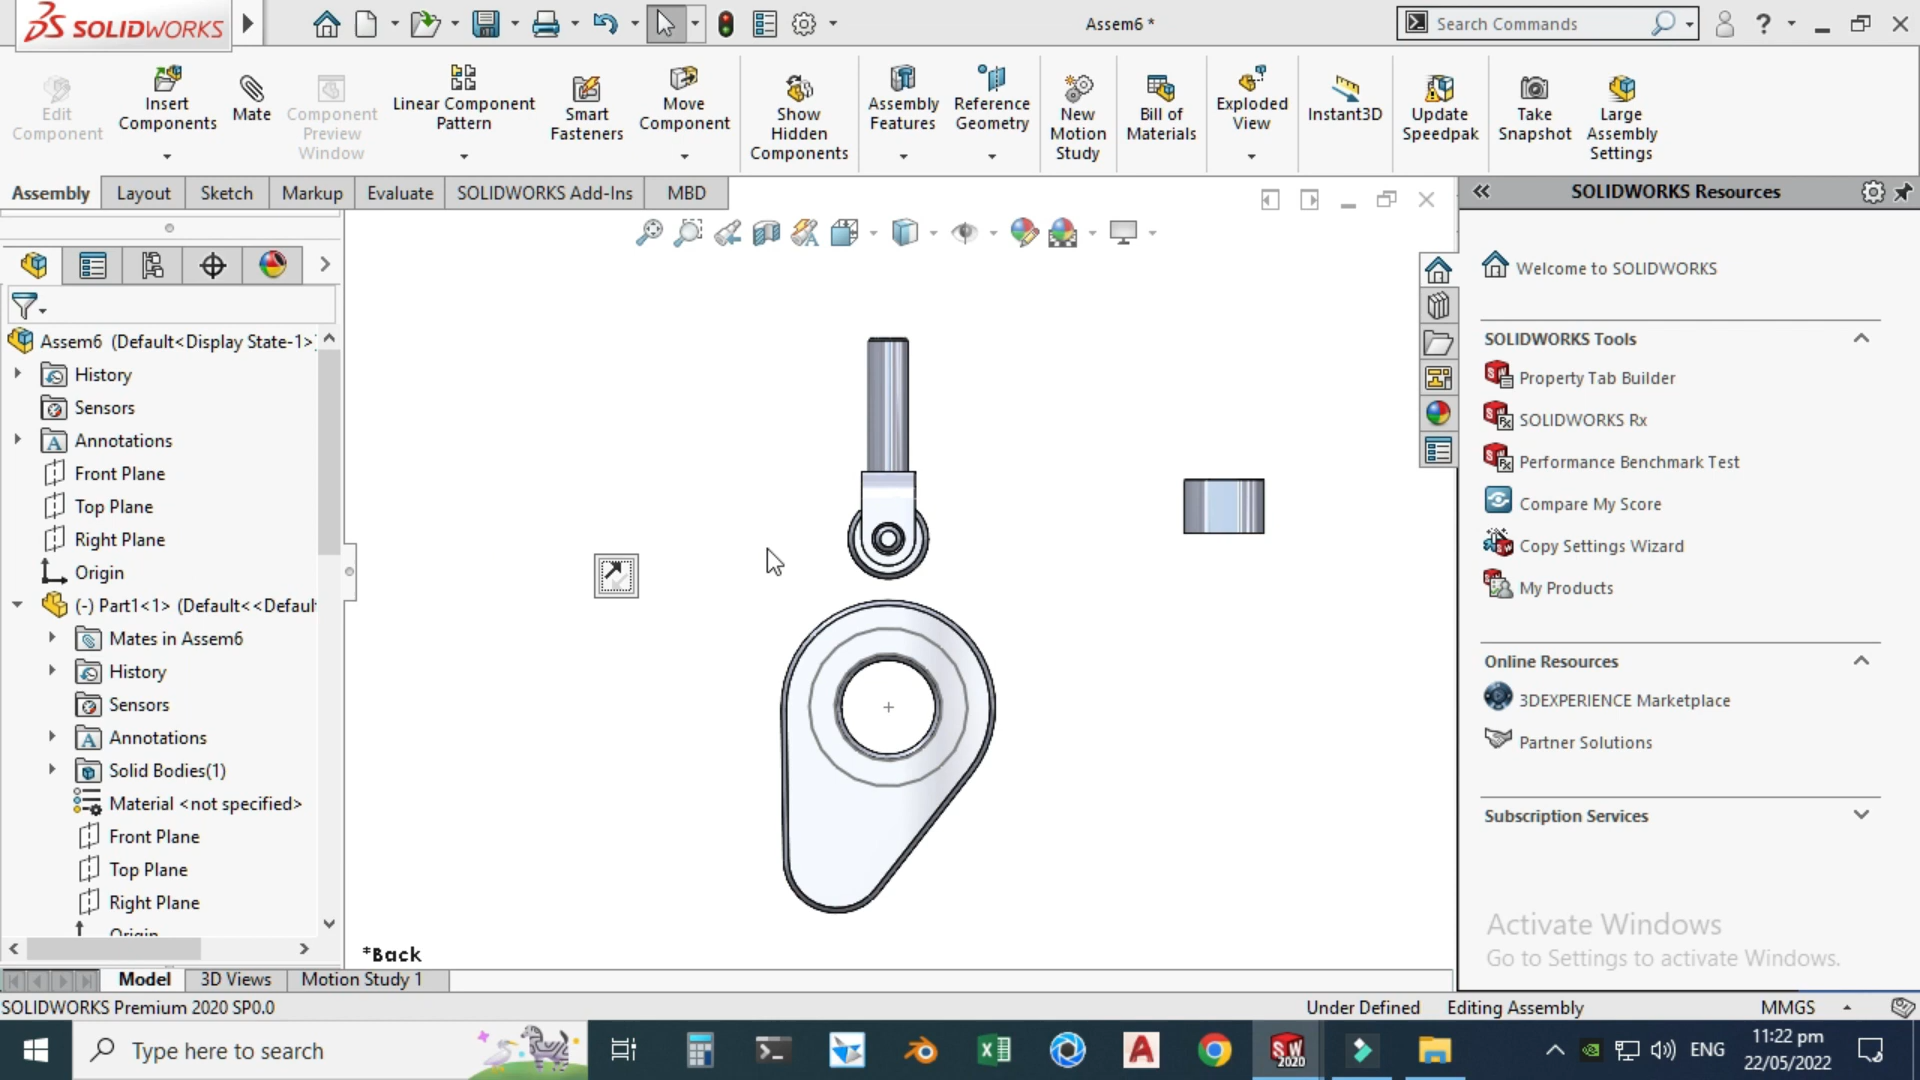 SOLIDWORKS
Assem6 *
Search Commands
Edit
Component
Insert
Components
Mate
Component
Preview
Window
Linear Component
Pattern
Smart
Fasteners
Move
Component
Show
Hidden
Components
Assembly
Features
Reference
Geometry
New
Motion
Study
Bill of
Materials
Exploded
View
Instant3D
Update
Speedpak
Take
Snapshot
Large
Assembly
Settings
Assembly
Layout
Sketch
Markup
Evaluate
SOLIDWORKS Add-Ins
MBD
SOLIDWORKS Resources
Assem6 (Default<Display State-1>
History
Sensors
Annotations
Front Plane
Top Plane
Right Plane
Origin
(-) Part1<1> (Default<<Defaul
Mates in Assem6
History
Sensors
Annotations
Solid Bodies(1)
Material <not specified>
Front Plane
Top Plane
Right Plane
Origin
*Back
Welcome to SOLIDWORKS
SOLIDWORKS Tools
Property Tab Builder
SOLIDWORKS Rx
Performance Benchmark Test
Compare My Score
Copy Settings Wizard
My Products
Online Resources
3DEXPERIENCE Marketplace
Partner Solutions
Subscription Services
Activate Windows
Go to Settings to activate Windows.
Model
3D Views
Motion Study 1
SOLIDWORKS Premium 2020 SP0.0
Under Defined
Editing Assembly
MMGS
Type here to search
SW
2020
ENG
11:22 pm
22/05/2022